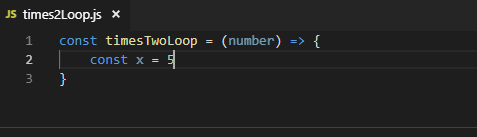 JS times2Loop.js ×
1 const timesTwoLoop = (number) => {
2     const x = 5
3 }